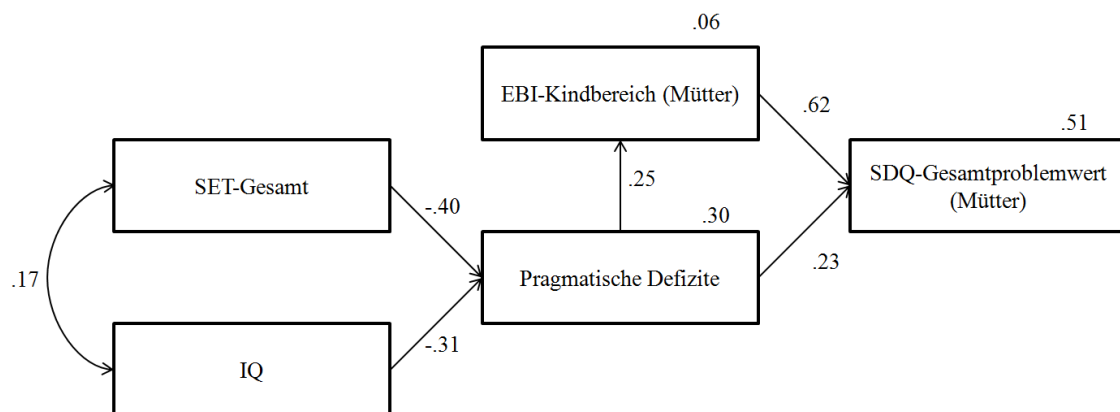 .06
EBI-Kindbereich (Mütter)
.62
.51
SET-Gesamt
.25
SDQ-Gesamtproblemwert
(Mütter)
-.40
.30
.17
Pragmatische Defizite
.23
-.31
IQ